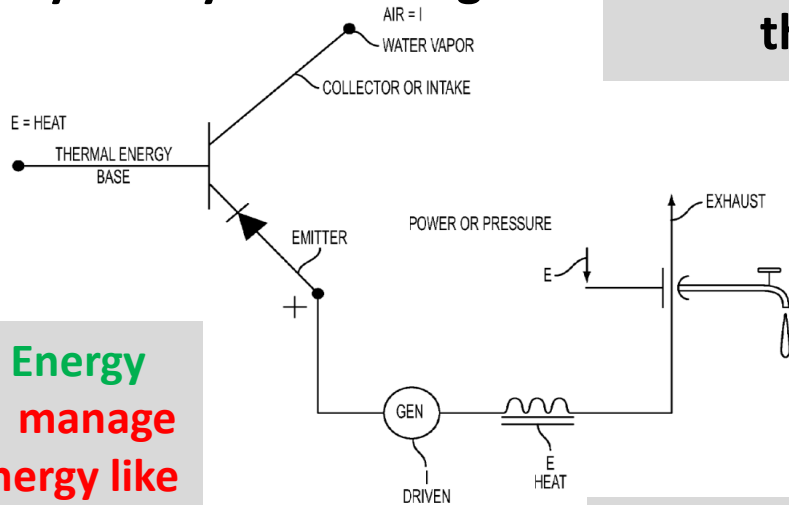 th
AIR = I
WATER VAPOR
COLLECTOR OR INTAKE
E = HEAT
THERMAL ENERGY
BASE
EMITTER
+
POWER OR PRESSURE
EXHAUST
E
Energy
manage
nergy like
GEN
I
DRIVEN
E
HEAT